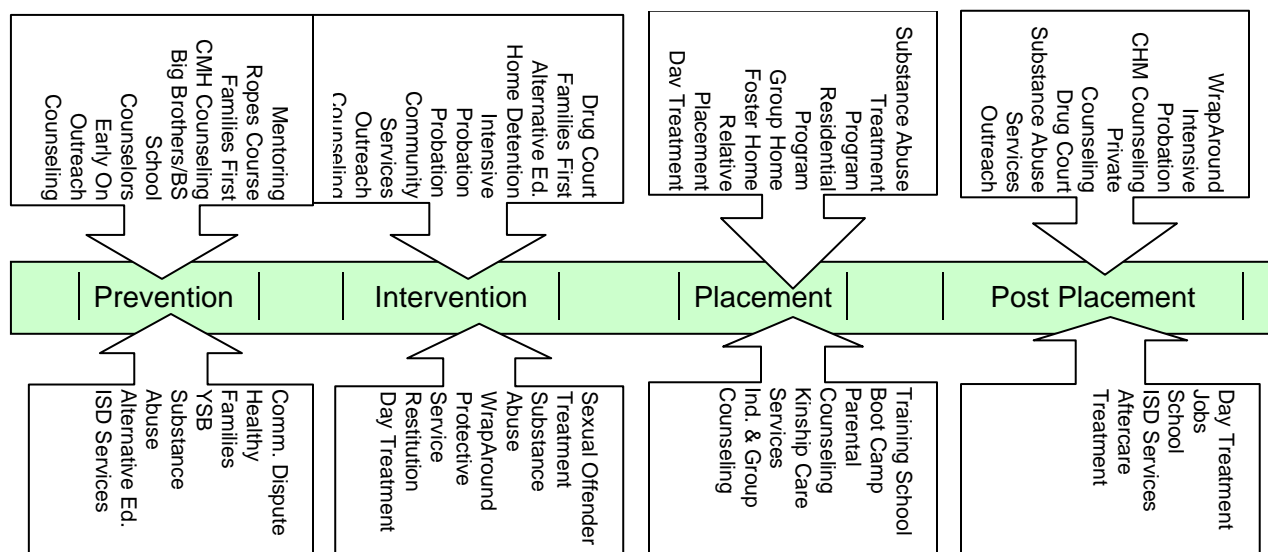 Mentoring
Ropes Course
Families First
CMH Counseling
Big Brothers/BS
School
Counselors
Early On
Outreach
Counseling
Drug Court
Families First
Alternative Ed.
Home Detention
Intensive
Probation
Probation
Community
Services
Outreach
Counseling
Substance Abuse
Treatment
Program
Residential
Program
Group Home
Foster Home
Relative
Placement
Day Treatment
WrapAround
Intensive
Probation
CHM Counseling
Private
Counseling
Drug Court
Substance Abuse
Services
Outreach
Prevention
Intervention
Placement
Post Placement
Comm. Dispute
Healthy
Families
YSB
Substance
Abuse
Alternative Ed.
ISD Services
Sexual Offender
Treatment
Substance
Abuse
WrapAround
Protective
Service
Restitution
Day Treatment
Training School
Boot Camp
Parental
Counseling
Kinship Care
Services
Ind. & Group
Counseling
Day Treatment
Jobs
School
ISD Services
Aftercare
Treatment